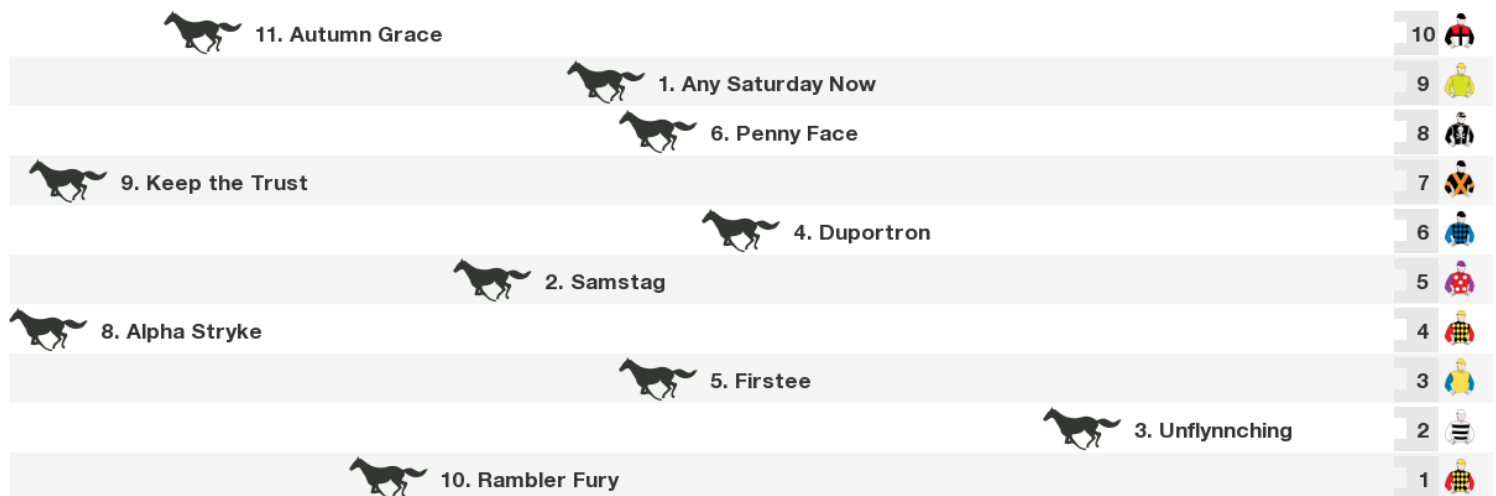 11. Autumn Grace 10
1. Any Saturday Now 9
6. Penny Face 8
9. Keep the Trust 7
4. Duportron 6
2. Samstag 5
8. Alpha Stryke 4
5. Firstee 3
3. Unflynnching 2
10. Rambler Fury 1